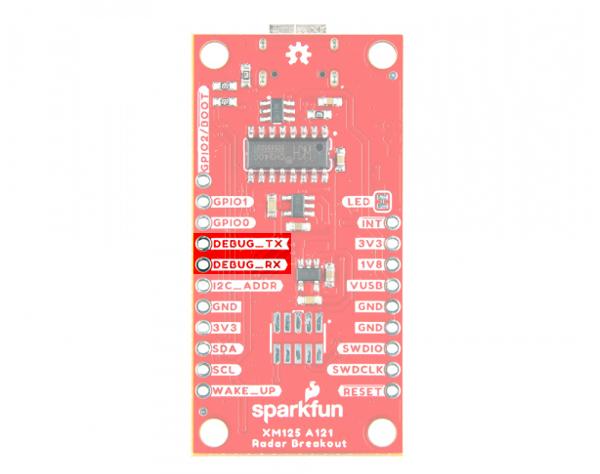 GPIO2/BOOT
GPIO1
LED
GPIO0
INT
DEBUG_TX
3V3
DEBUG_RX
1V8
I2C_ADDR
VUSB
GND
GND
3V3
GND
SDA
SWDIO
SCL
SWDCLK
WAKE_UP
RESET
sparkfun
XM125 A121
Radar Breakout